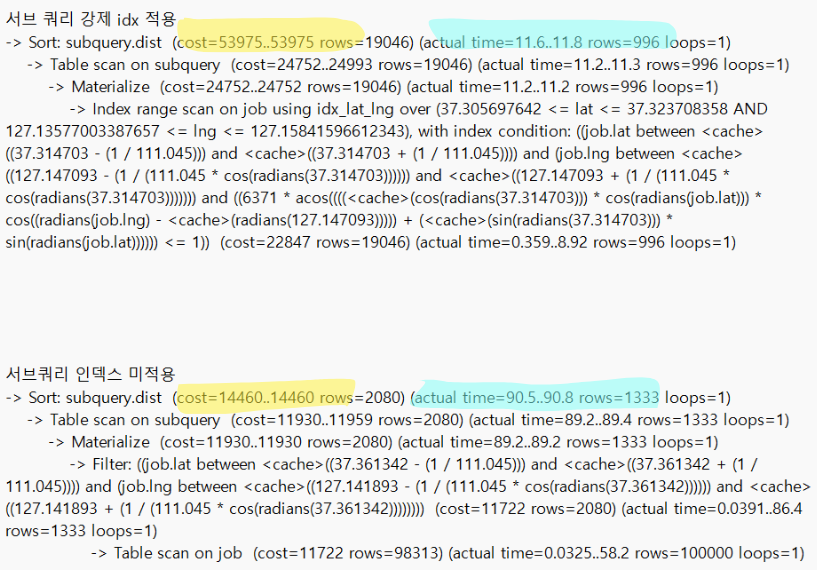 서브 쿼리 강제 idx 적용
-> Sort: subquery.dist  (cost=53975..53975 rows=19046) (actual time=11.6..11.8 rows=996 loops=1)
-> Table scan on subquery  (cost=24752..24993 rows=19046) (actual time=11.2..11.3 rows=996 loops=1)
-> Materialize  (cost=24752..24752 rows=19046) (actual time=11.2..11.2 rows=996 loops=1)
-> Index range scan on job using idx_lat_lng over (37.305697642 <= lat <= 37.323708358 AND
127.13577003387657 <= lng <= 127.15841596612343), with index condition: ((job.lat between <cache>
((37.314703 - (1 / 111.045))) and <cache>((37.314703 + (1 / 111.045)))) and (job.lng between <cache>
((127.147093 - (1 / (111.045 * cos(radians(37.314703)))))) and <cache>((127.147093 + (1 / (111.045 *
cos(radians(37.314703))))))) and ((6371 * acos((((<cache>(cos(radians(37.314703))) * cos(radians(job.lat))) *
cos((radians(job.lng) - <cache>(radians(127.147093))))) + (<cache>(sin(radians(37.314703))) *
sin(radians(job.lat)))))) <= 1))  (cost=22847 rows=19046) (actual time=0.359..8.92 rows=996 loops=1)
서브쿼리 인덱스 미적용
-> Sort: subquery.dist  (cost=14460..14460 rows=2080) (actual time=90.5..90.8 rows=1333 loops=1)
-> Table scan on subquery  (cost=11930..11959 rows=2080) (actual time=89.2..89.4 rows=1333 loops=1)
-> Materialize  (cost=11930..11930 rows=2080) (actual time=89.2..89.2 rows=1333 loops=1)
-> Filter: ((job.lat between <cache>((37.361342 - (1 / 111.045))) and <cache>((37.361342 + (1 /
111.045)))) and (job.lng between <cache>((127.141893 - (1 / (111.045 * cos(radians(37.361342)))))) and <cache>
((127.141893 + (1 / (111.045 * cos(radians(37.361342))))))))  (cost=11722 rows=2080) (actual time=0.0391..86.4
rows=1333 loops=1)
-> Table scan on job  (cost=11722 rows=98313) (actual time=0.0325..58.2 rows=100000 loops=1)